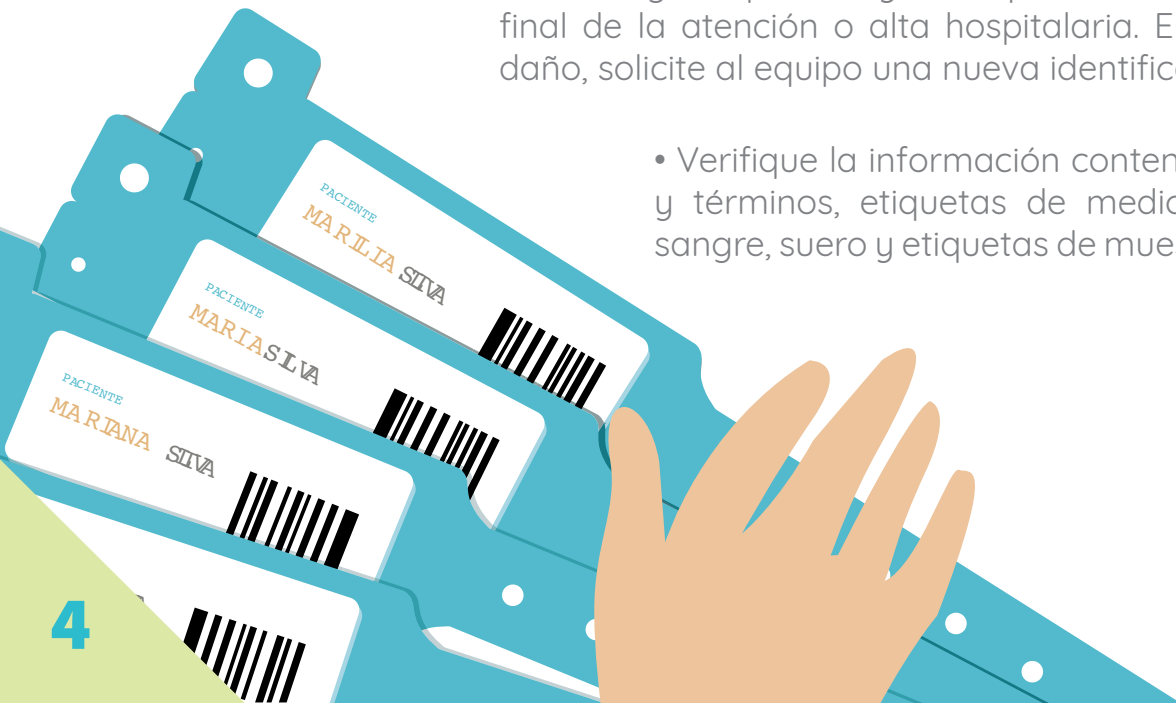 final de la atención o alta hospitalaria. E
daño, solicite al equipo una nueva identific
• Verifique la información conten
y términos, etiquetas de medic
sangre, suero y etiquetas de mue
PACIENTE
MARILIA SILVA
PACIENTE
MARIA SILVA
PACIENTE
MARIANA SILVA
4